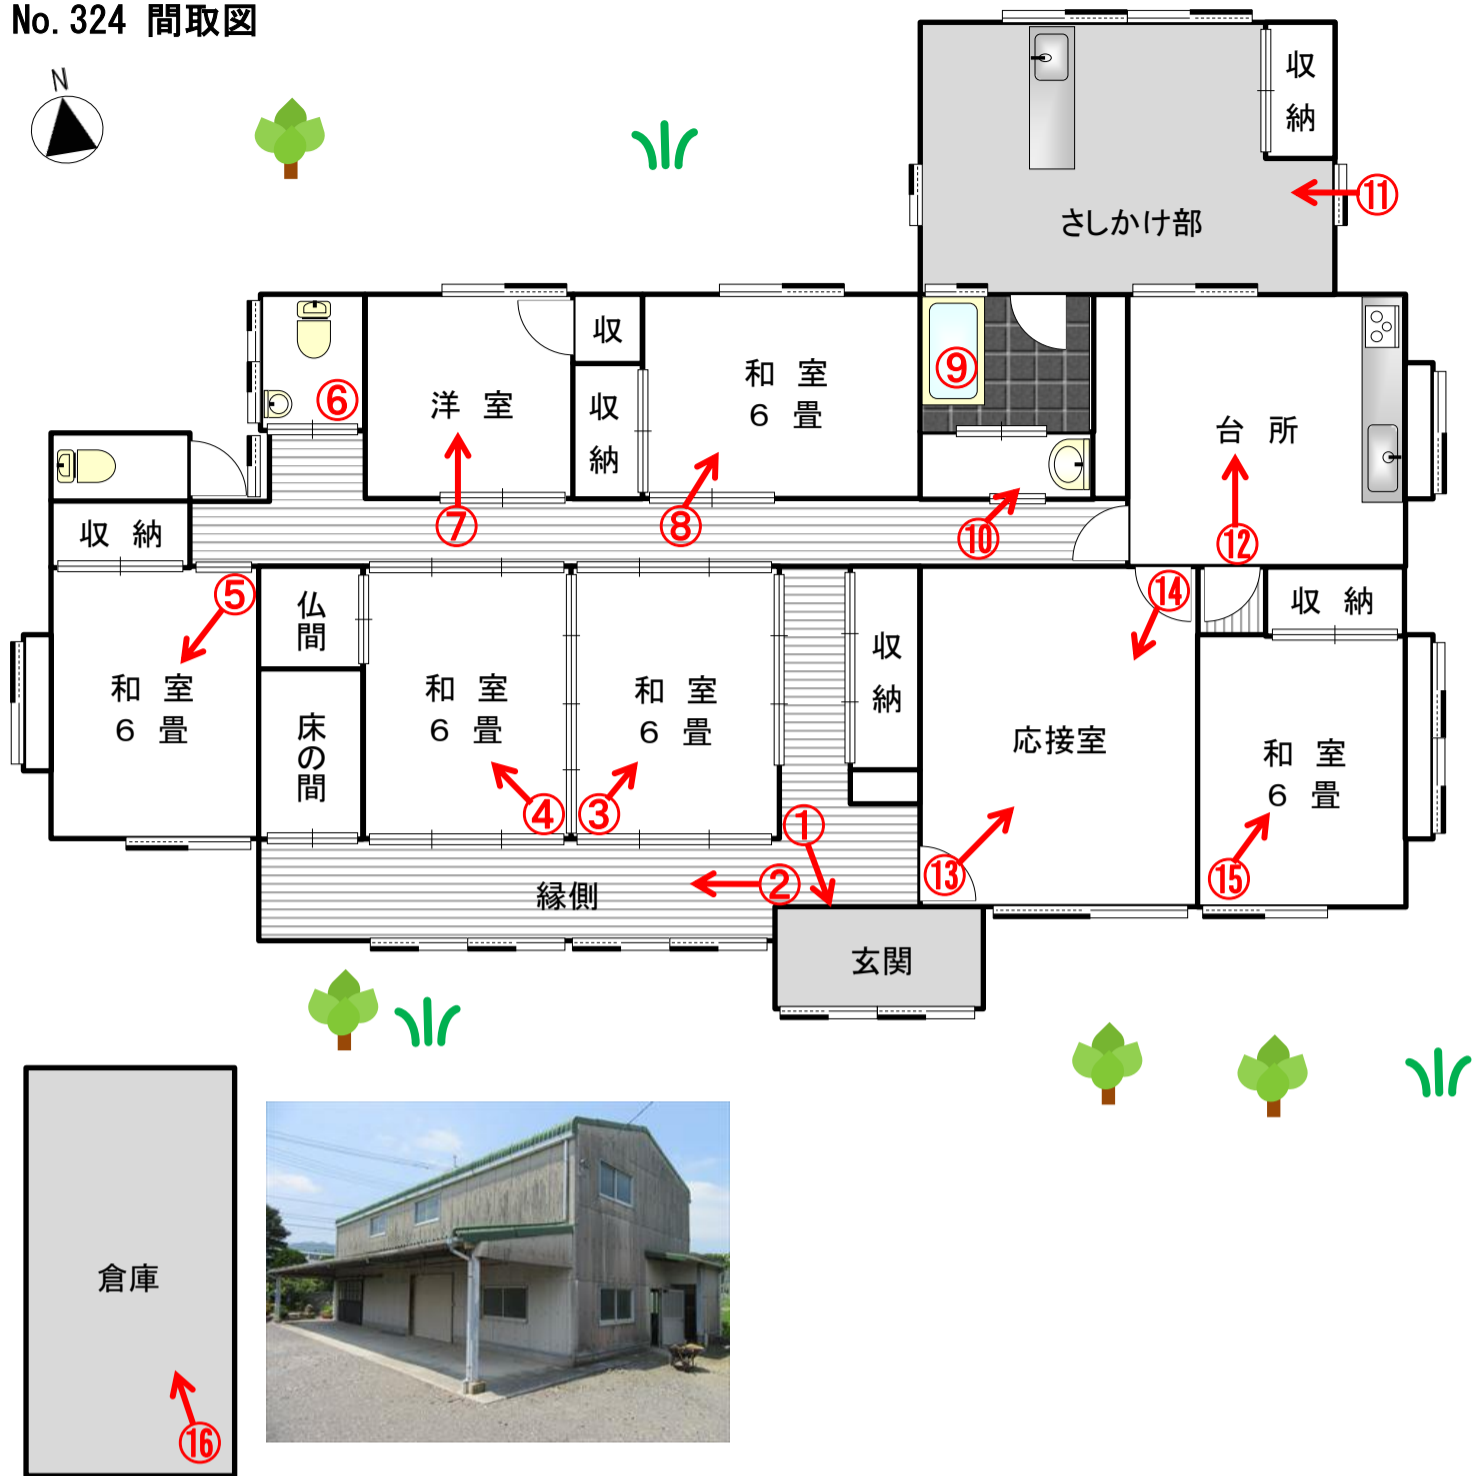 No.324 間取図
N
収
納
⑪
さしかけ部
収
和 室
6 畳
⑨
⑥
洋 室
収
納
台 所
⑦
⑧
⑩
⑫
収 納
⑤
仏
間
⑭
収 納
和 室
6 畳
床
の
間
和 室
6 畳
和 室
6 畳
収
納
応接室
和 室
6 畳
④
③
①
⑬
⑮
②
縁側
玄関
倉庫
⑯